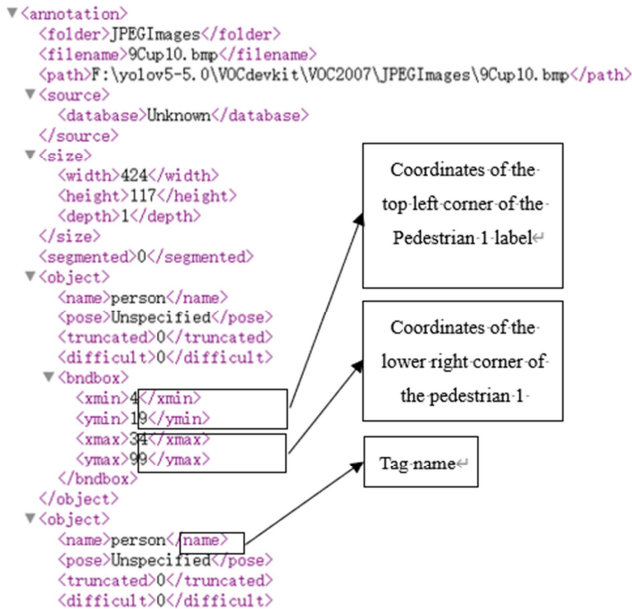 ▼<annotation>
<folder>JPEGImages</folder>
<filename>9Cup10.bmp</filename>
<path>F:\yolov5-5.0\VOCdevkit\VOC2007\JPEGImages\9Cup10.bmp</path>
▼<source>
<database>Unknown</database>
</source>
▼<size>
<width>424</width>
<height>117</height>
<depth>1</depth>
</size>
<segmented>0</segmented>
▼<object>
<name>person</name>
<pose>Unspecified</pose>
<truncated>0</truncated>
<difficult>0</difficult>
▼<bndbox>
<xmin>4</xmin>
<ymin>19</ymin>
<xmax>34</xmax>
<ymax>99</ymax>
</bndbox>
</object>
▼<object>
<name>person</name>
<pose>Unspecified</pose>
<truncated>0</truncated>
<difficult>0</difficult>
Coordinates·of·the·
top·left·corner·of·the·
Pedestrian·1·label↵
Coordinates·of·the·
lower·right·corner·of·
the·pedestrian·1·
Tag·name↵